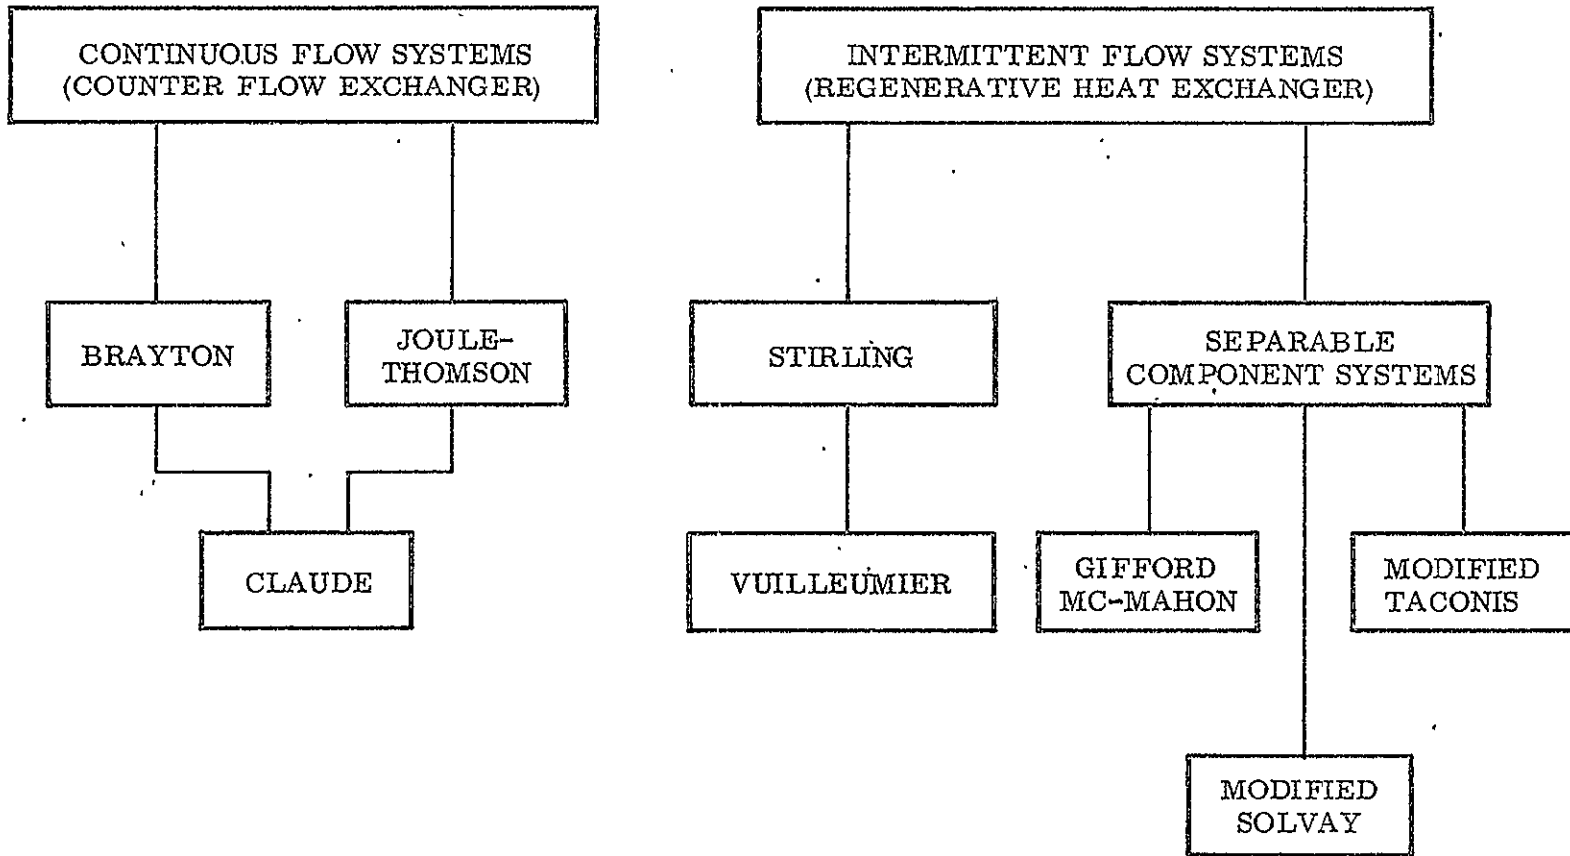 CONTINUOUS FLOW SYSTEMS
(COUNTER FLOW EXCHANGER)
INTERMITTENT FLOW SYSTEMS
(REGENERATIVE HEAT EXCHANGER)
BRAYTON
JOULE-
THOMSON
STIRLING
SEPARABLE
COMPONENT SYSTEMS
CLAUDE
VUILLEUMIER
GIFFORD
MC-MAHON
MODIFIED
TACONIS
MODIFIED
SOLVAY